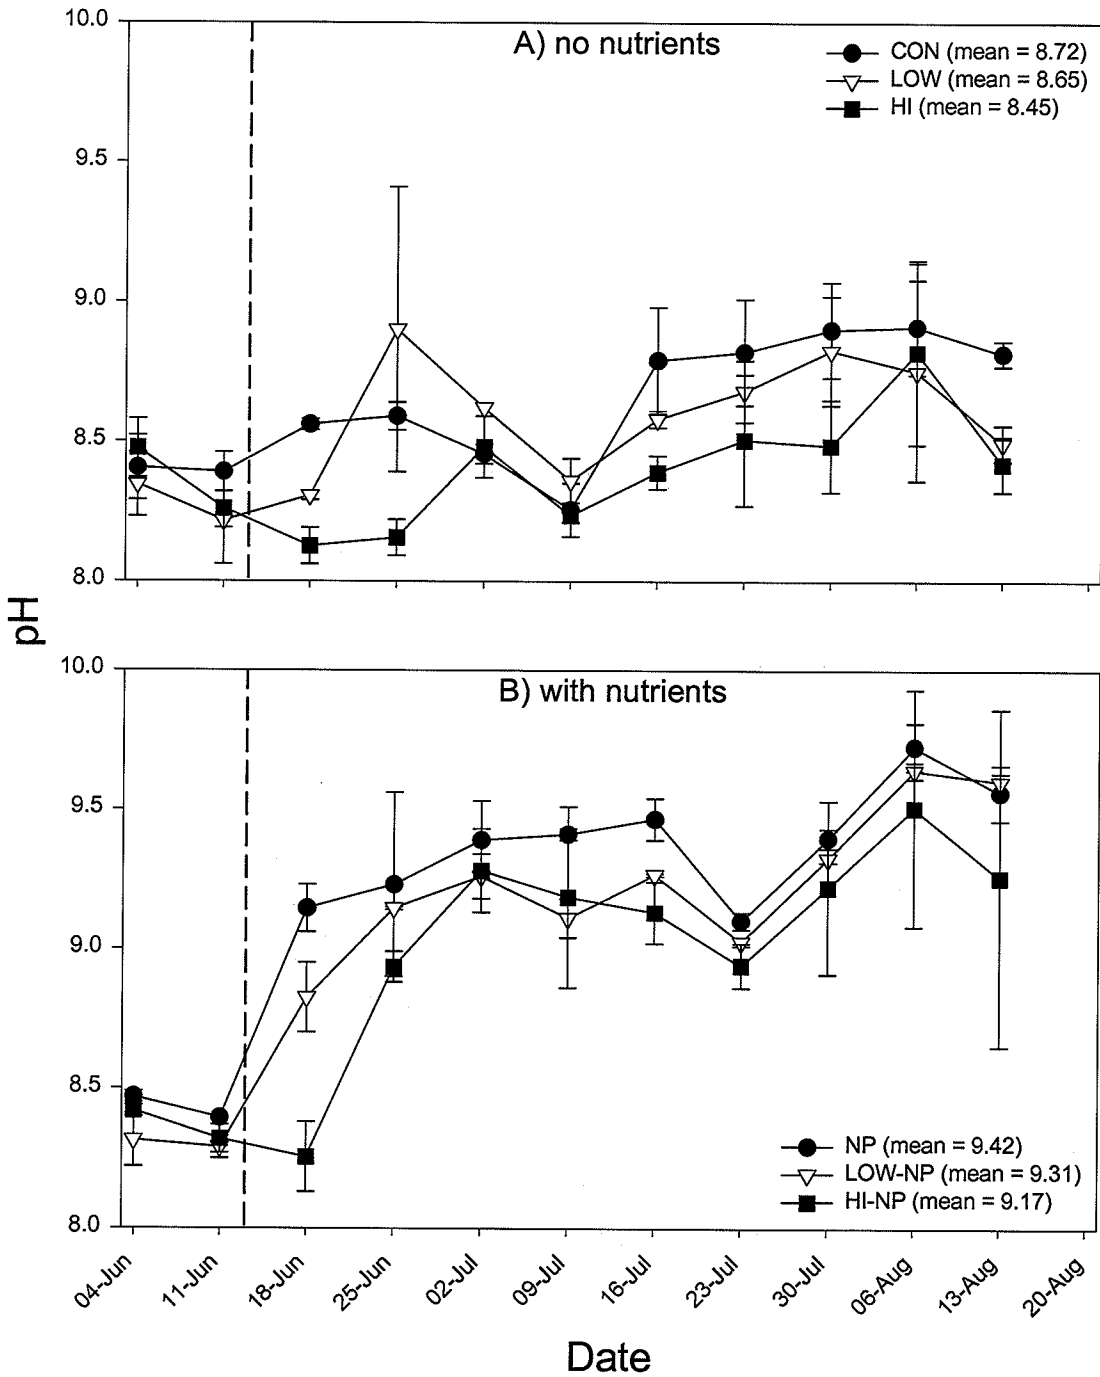 10.0
A) no nutrients
CON (mean = 8.72)
LOW (mean = 8.65)
HI (mean = 8.45)
9.5
9.0
8.5
8.0
pH
10.0
B) with nutrients
9.5
9.0
8.5
8.0
NP (mean = 9.42)
LOW-NP (mean = 9.31)
HI-NP (mean = 9.17)
04-Jun
11-Jun
18-Jun
25-Jun
02-Jul
09-Jul
16-Jul
23-Jul
30-Jul
06-Aug
13-Aug
20-Aug
Date